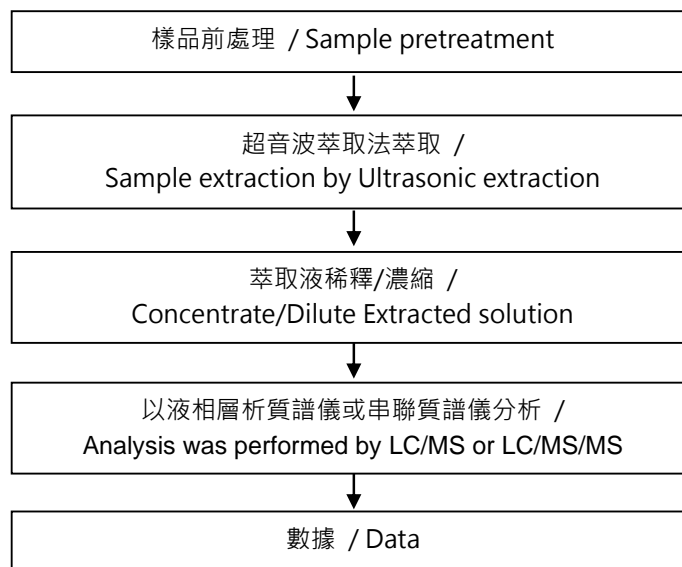 樣品前處理 / Sample pretreatment
超音波萃取法萃取 /
Sample extraction by Ultrasonic extraction
萃取液稀釋/濃縮 /
Concentrate/Dilute Extracted solution
以液相層析質譜儀或串聯質譜儀分析 /
Analysis was performed by LC/MS or LC/MS/MS
數據 / Data